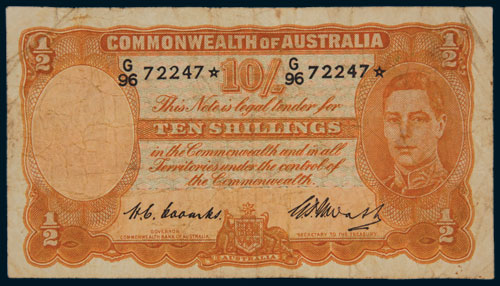 ½ COMMONWEALTH OF AUSTRALIA ½
G/96 72247☆ G/96 72247☆
10/-
This Note is legal tender for
TEN SHILLINGS
in the Commonwealth and in all
Territories under the control of
the Commonwealth.
H.C. Coombs.
GOVERNOR
COMMONWEALTH BANK OF AUSTRALIA.
SECRETARY TO THE TREASURY.
½ AUSTRALIA ½